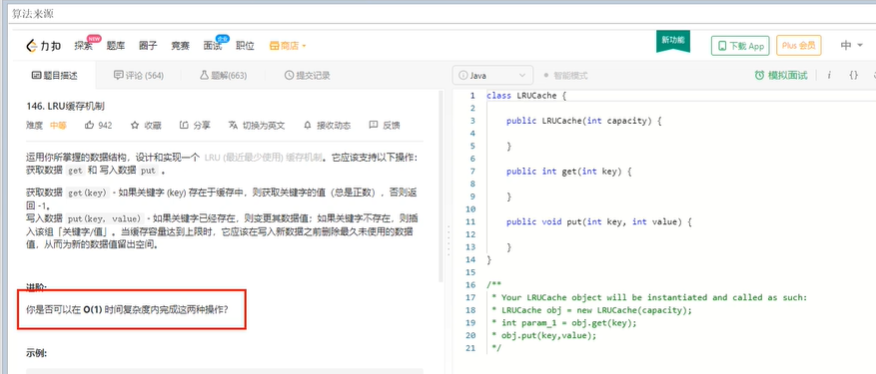 算法来源
力扣 探索 NEW 题库 圈子 竞赛 面试 企业 职位 商店 新功能 下载 App Plus 会员 中
题目描述 评论 (564) 题解(663) 提交记录 Java 智能模式 模拟面试 i {}
146. LRU缓存机制
难度 中等 942 收藏 分享 切换为英文 接收动态 反馈
运用你所掌握的数据结构，设计和实现一个 LRU (最近最少使用) 缓存机制。它应该支持以下操作：
获取数据 get 和 写入数据 put 。
获取数据 get(key) - 如果关键字 (key) 存在于缓存中，则获取关键字的值（总是正数），否则返
回 -1。
写入数据 put(key, value) - 如果关键字已经存在，则变更其数据值；如果关键字不存在，则插
入该组「关键字/值」。当缓存容量达到上限时，它应该在写入新数据之前删除最久未使用的数据
值，从而为新的数据值留出空间。
进阶:
你是否可以在 O(1) 时间复杂度内完成这两种操作？
示例:
1 class LRUCache {
2
3 public LRUCache(int capacity) {
4
5 }
6
7 public int get(int key) {
8
9 }
10
11 public void put(int key, int value) {
12
13 }
14 }
15
16 /**
17 * Your LRUCache object will be instantiated and called as such:
18 * LRUCache obj = new LRUCache(capacity);
19 * int param_1 = obj.get(key);
20 * obj.put(key,value);
21 */